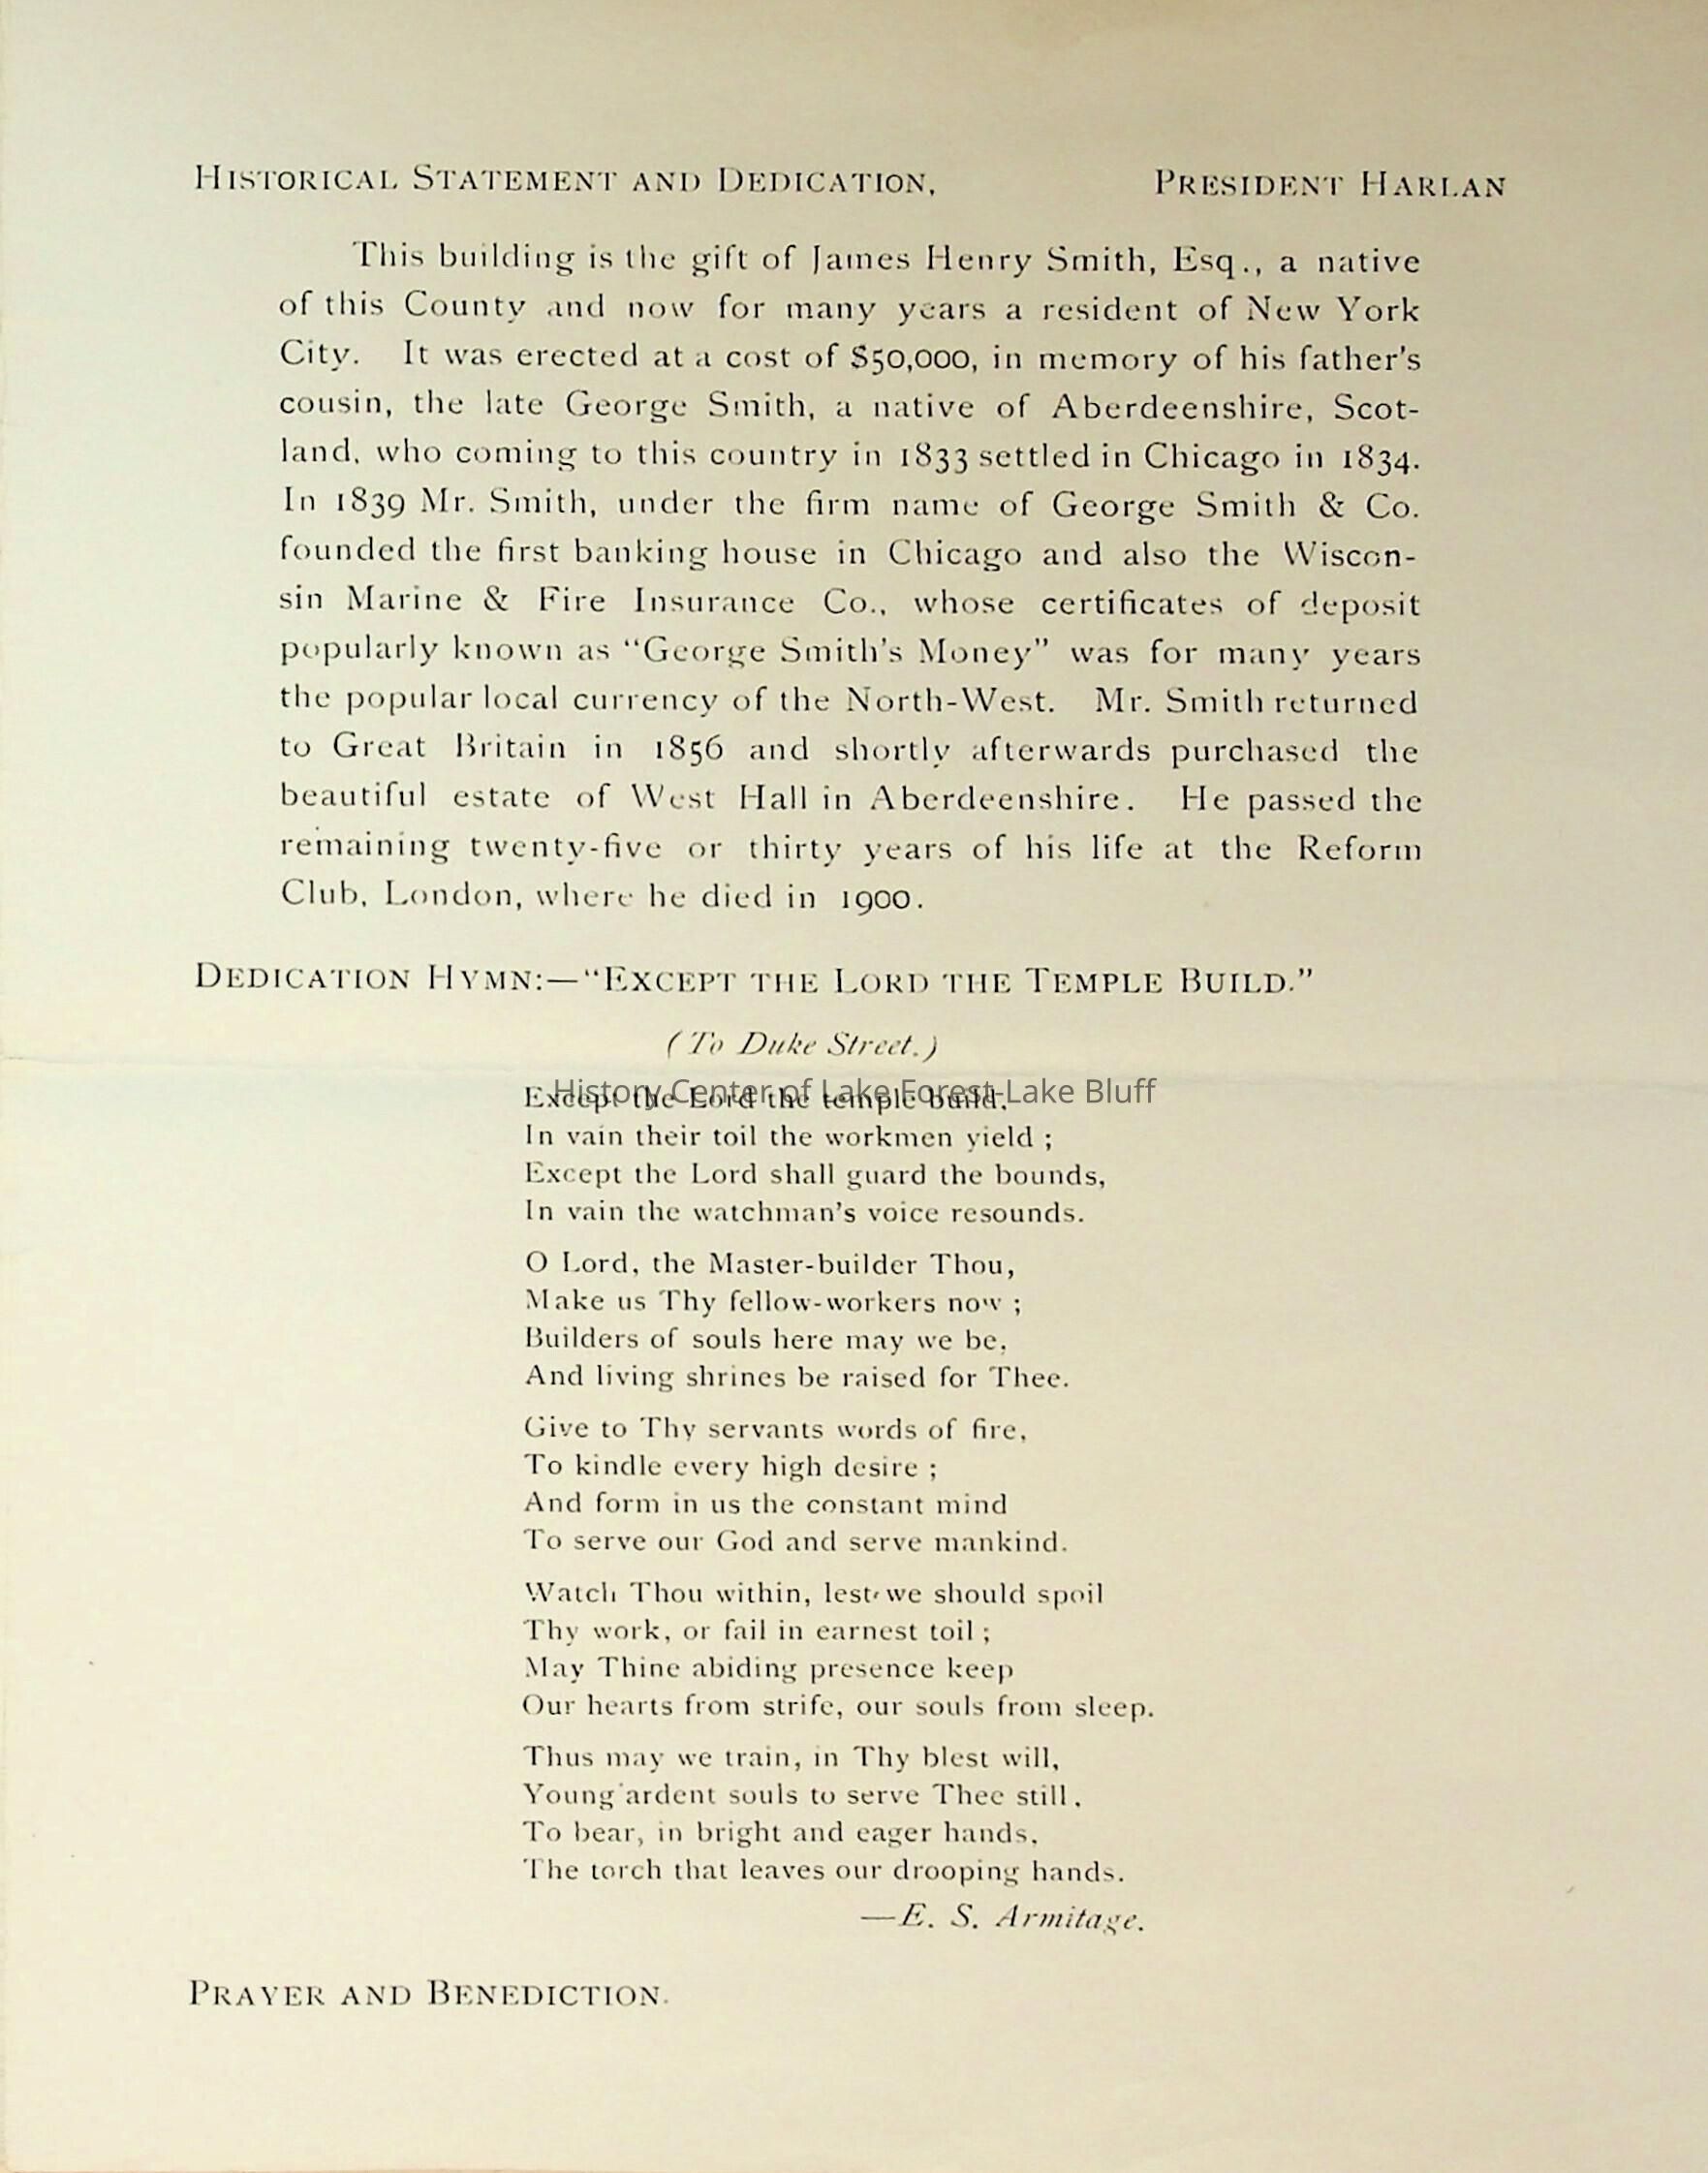 HISTORICAL STATEMENT AND DEDICATION, PRESIDENT HARLAN
This building is the gift of James Henry Smith, Esq., a native
of this County and now for many years a resident of New York
City. It was erected at a cost of $50,000, in memory of his father's
cousin, the late George Smith, a native of Aberdeenshire, Scot-
land, who coming to this country in 1833 settled in Chicago in 1834.
In 1839 Mr. Smith, under the firm name of George Smith & Co.
founded the first banking house in Chicago and also the Wiscon-
sin Marine & Fire Insurance Co., whose certificates of deposit
popularly known as "George Smith's Money" was for many years
the popular local currency of the North-West. Mr. Smith returned
to Great Britain in 1856 and shortly afterwards purchased the
beautiful estate of West Hall in Aberdeenshire. He passed the
remaining twenty-five or thirty years of his life at the Reform
Club, London, where he died in 1900.
DEDICATION HYMN:—"EXCEPT THE LORD THE TEMPLE BUILD."
(To Duke Street.)
History Center of Lake Forest-Lake Bluff
Except the Lord the temple build,
In vain their toil the workmen yield ;
Except the Lord shall guard the bounds,
In vain the watchman's voice resounds.
O Lord, the Master-builder Thou,
Make us Thy fellow-workers now ;
Builders of souls here may we be,
And living shrines be raised for Thee.
Give to Thy servants words of fire,
To kindle every high desire ;
And form in us the constant mind
To serve our God and serve mankind.
Watch Thou within, lest we should spoil
Thy work, or fail in earnest toil ;
May Thine abiding presence keep
Our hearts from strife, our souls from sleep.
Thus may we train, in Thy blest will,
Young ardent souls to serve Thee still,
To bear, in bright and eager hands,
The torch that leaves our drooping hands.
—E. S. Armitage.
PRAYER AND BENEDICTION.